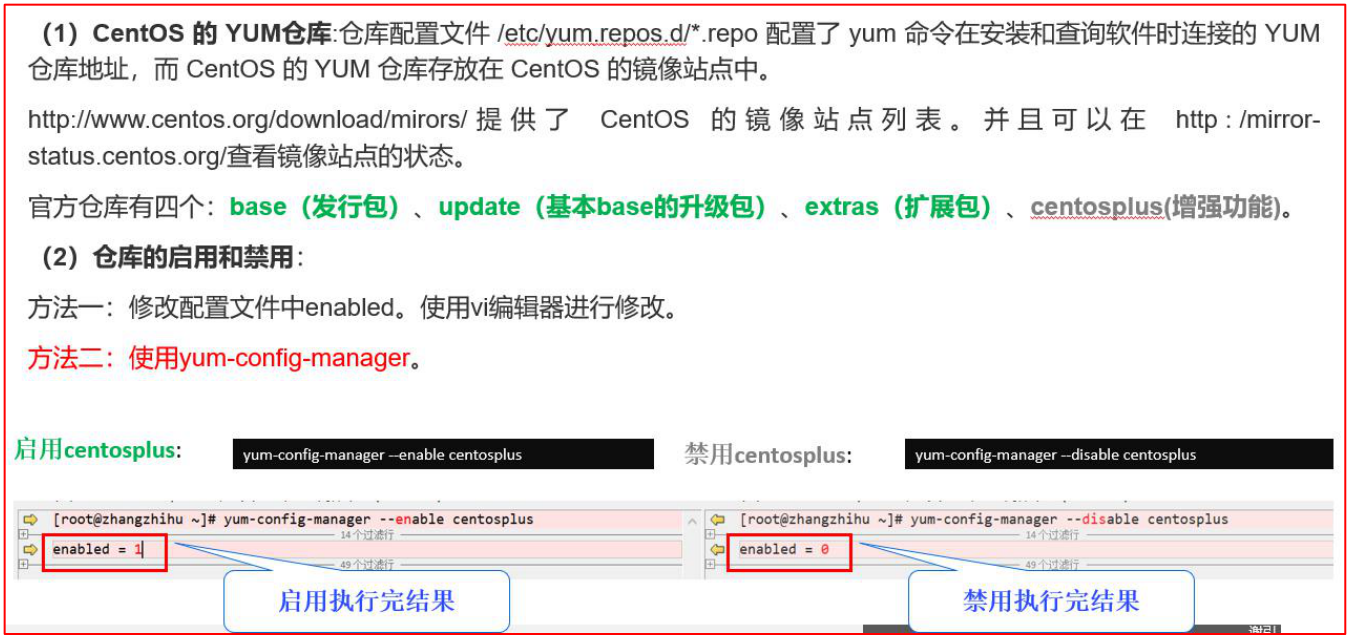 （1）CentOS 的 YUM仓库:仓库配置文件 /etc/yum.repos.d/*.repo 配置了 yum 命令在安装和查询软件时连接的 YUM
仓库地址，而 CentOS 的 YUM 仓库存放在 CentOS 的镜像站点中。
http://www.centos.org/download/mirors/ 提供了 CentOS 的镜像站点列表。并且可以在 http : /mirror-
status.centos.org/查看镜像站点的状态。
官方仓库有四个：base（发行包）、update（基本base的升级包）、extras（扩展包）、centosplus(增强功能)。
（2）仓库的启用和禁用：
方法一：修改配置文件中enabled。使用vi编辑器进行修改。
方法二：使用yum-config-manager。
启用centosplus: yum-config-manager --enable centosplus 禁用centosplus: yum-config-manager --disable centosplus
[root@zhangzhihu ~]# yum-config-manager --enable centosplus [root@zhangzhihu ~]# yum-config-manager --disable centosplus
14个过滤行 14个过滤行
enabled = 1 enabled = 0
49个过滤行 49个过滤行
启用执行完结果 禁用执行完结果